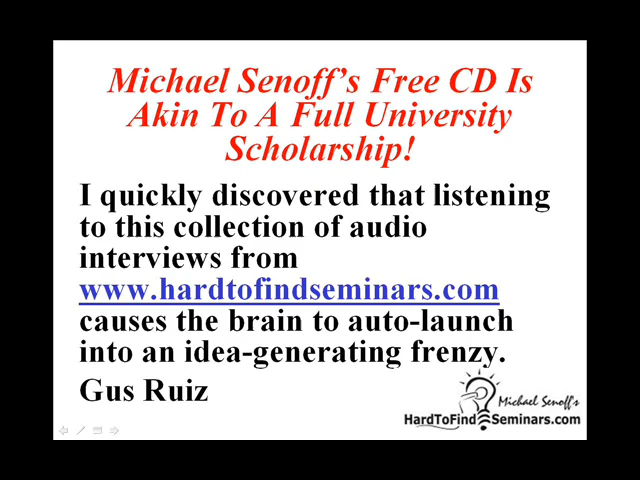 Michael Senoff's Free CD Is
Akin To A Full University
Scholarship!
I quickly discovered that listening
to this collection of audio
interviews from
www.hardtofindseminars.com
causes the brain to auto-launch
into an idea-generating frenzy.
Gus Ruiz
Michael Senoff's
HardToFindSeminars.com